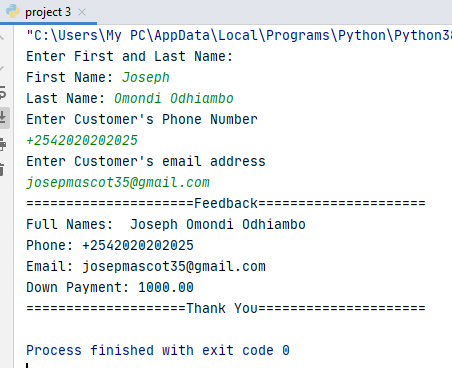 project 3
"C:\Users\My PC\AppData\Local\Programs\Python\Python38
Enter First and Last Name:
First Name: Joseph
Last Name: Omondi Odhiambo
Enter Customer's Phone Number
+2542020202025
Enter Customer's email address
josepmascot35@gmail.com
=====================Feedback=====================
Full Names:  Joseph Omondi Odhiambo
Phone: +2542020202025
Email: josepmascot35@gmail.com
Down Payment: 1000.00
====================Thank You=====================
Process finished with exit code 0